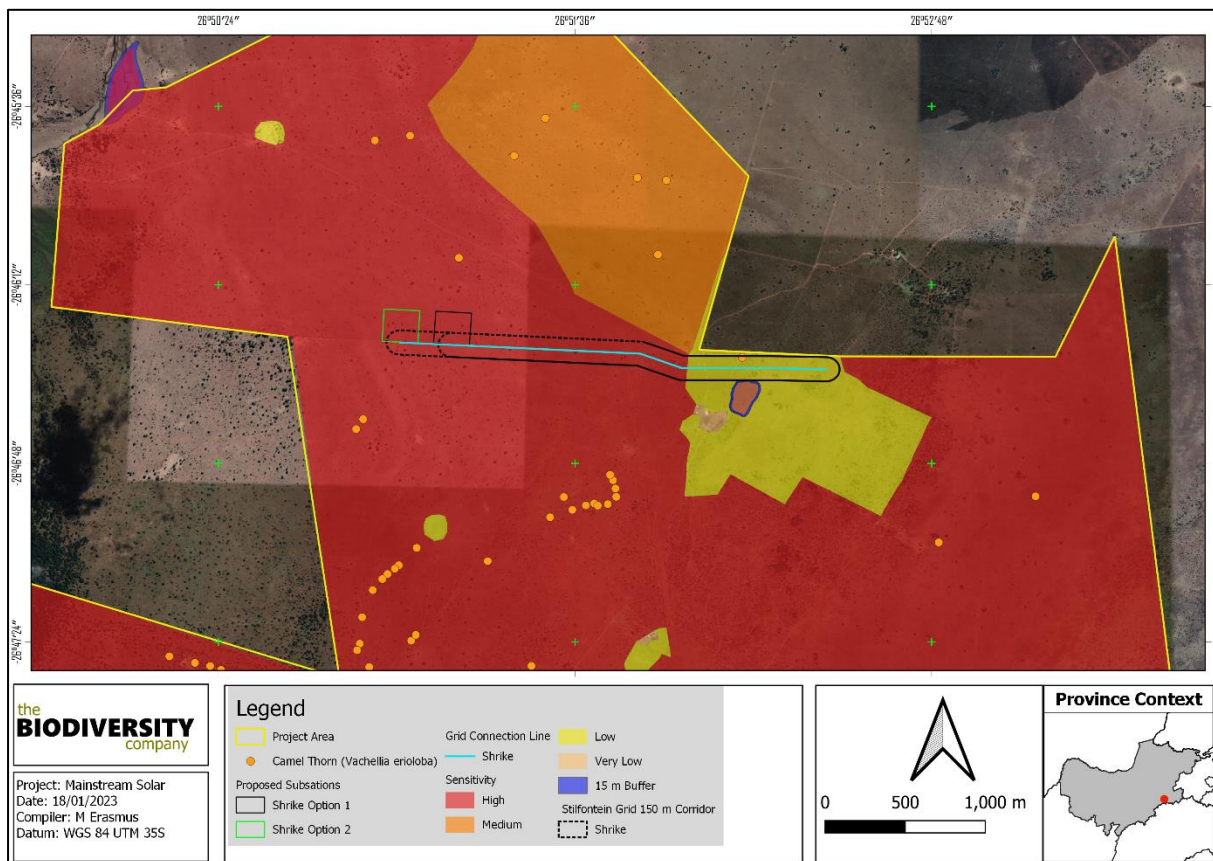 26°50'24"
26°51'36"
26°52'48"
-26°45'36"
-26°46'12"
-26°46'48"
-26°47'24"
the
BIODIVERSITY
company
Project: Mainstream Solar
Date: 18/01/2023
Compiler: M Erasmus
Datum: WGS 84 UTM 35S
Legend
Project Area
Camel Thorn (Vachellia erioloba)
Proposed Subsations
Shrike Option 1
Shrike Option 2
Grid Connection Line
Shrike
Sensitivity
High
Medium
Low
Very Low
15 m Buffer
Stilfontein Grid 150 m Corridor
Shrike
0 500 1,000 m
Province Context